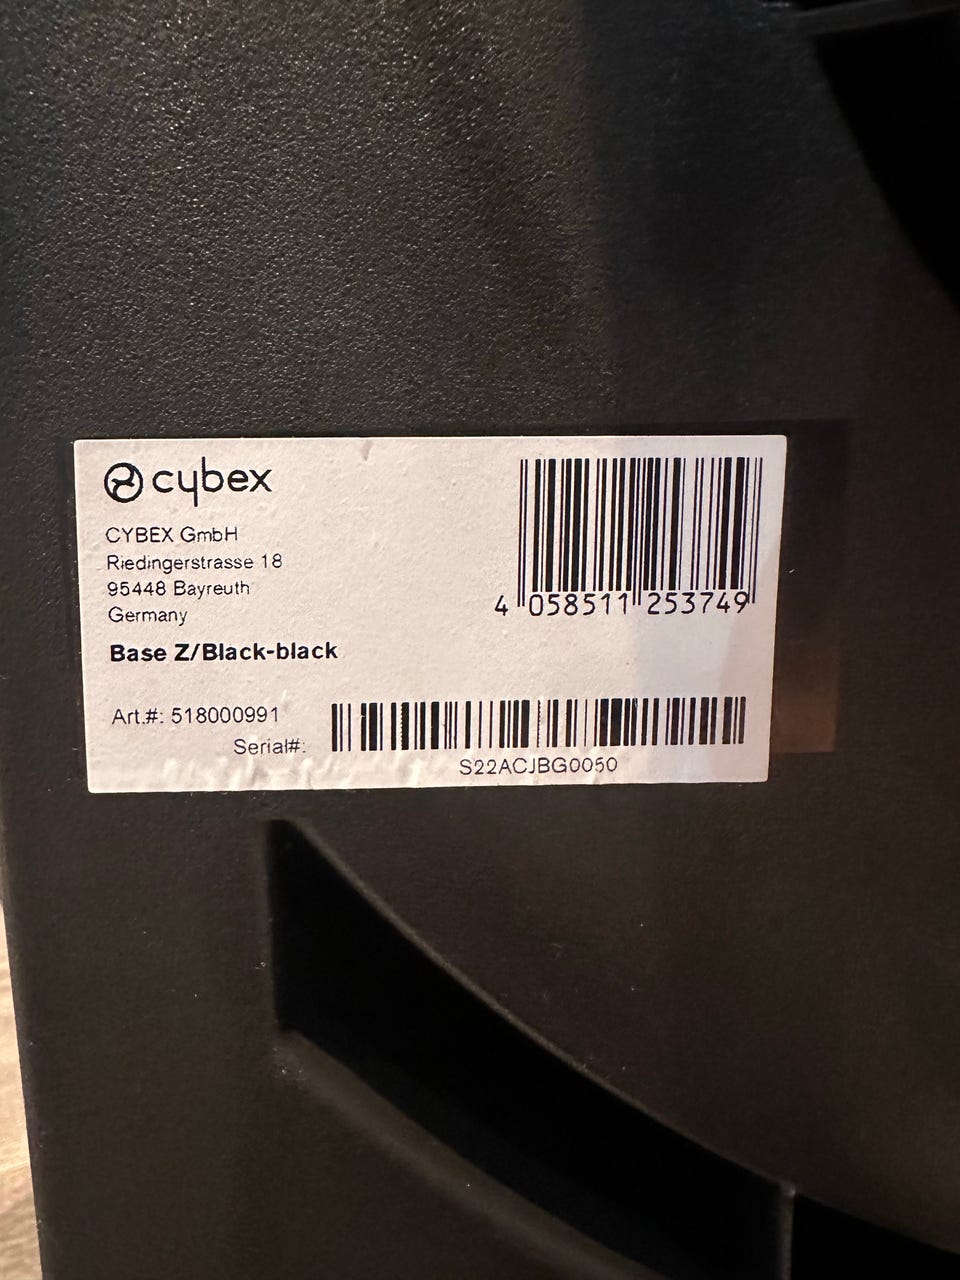 cybex
CYBEX GmbH
Riedingerstrasse 18
95448 Bayreuth
Germany
4 058511 253749
Base Z/Black-black
Art.#: 518000991
Serial#:
S22ACJBG0050